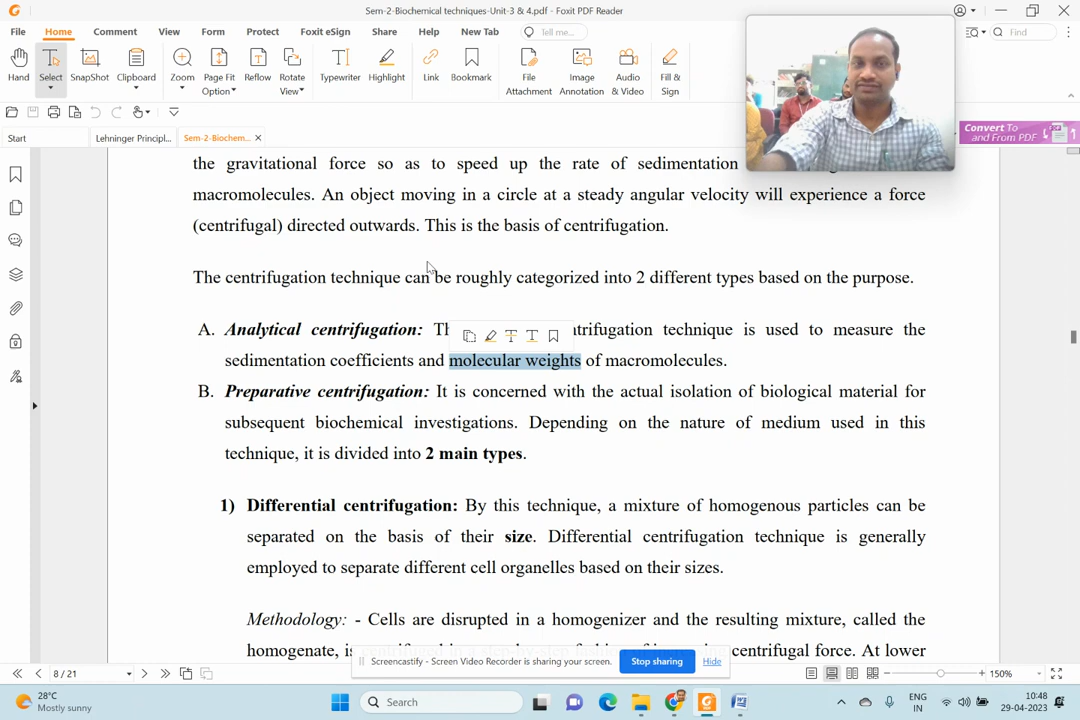 Sem-2-Biochemical techniques-Unit-3 & 4.pdf - Foxit PDF Reader
File Home Comment View Form Protect Foxit eSign Share Help New Tab Tell me... Find
Hand Select SnapShot Clipboard Zoom Page Fit Option Reflow Rotate View Typewriter Highlight Link Bookmark File Attachment Image Annotation Audio & Video Fill & Sign
Start Lehninger Principl... Sem-2-Biochem...
Convert To
and From PDF
the gravitational force so as to speed up the rate of sedimentation
macromolecules. An object moving in a circle at a steady angular velocity will experience a force
(centrifugal) directed outwards. This is the basis of centrifugation.
The centrifugation technique can be roughly categorized into 2 different types based on the purpose.
A. Analytical centrifugation: centrifugation technique is used to measure the
sedimentation coefficients and molecular weights of macromolecules.
B. Preparative centrifugation: It is concerned with the actual isolation of biological material for
subsequent biochemical investigations. Depending on the nature of medium used in this
technique, it is divided into 2 main types.
1) Differential centrifugation: By this technique, a mixture of homogenous particles can be
separated on the basis of their size. Differential centrifugation technique is generally
employed to separate different cell organelles based on their sizes.
Methodology: - Cells are disrupted in a homogenizer and the resulting mixture, called the
homogenate, is centrifugal force. At lower
Screencastify - Screen Video Recorder is sharing your screen. Stop sharing Hide
8 / 21 150%
28°C
Mostly sunny
Search
ENG
IN
10:48
29-04-2023